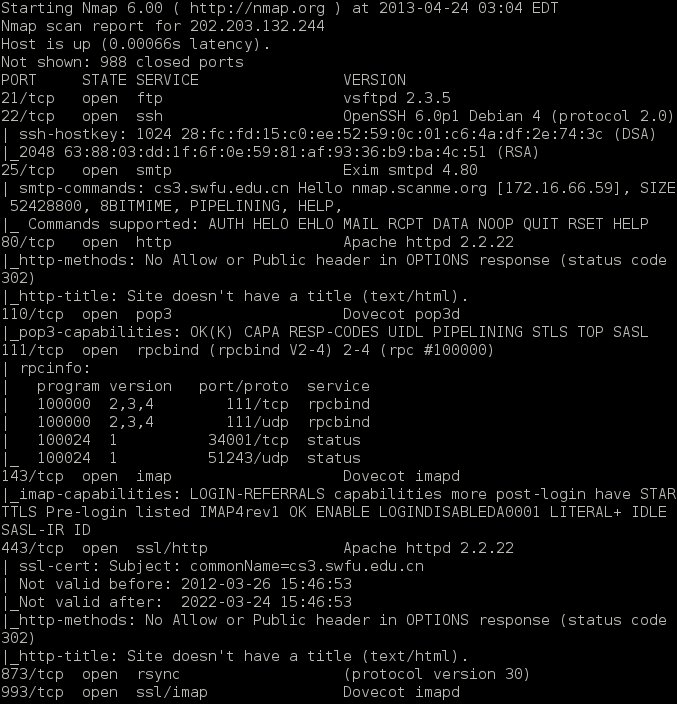 Starting Nmap 6.00 ( http://nmap.org ) at 2013-04-24 03:04 EDT
Nmap scan report for 202.203.132.244
Host is up (0.00066s latency).
Not shown: 988 closed ports
PORT     STATE SERVICE                VERSION
21/tcp   open  ftp                    vsftpd 2.3.5
22/tcp   open  ssh                    OpenSSH 6.0p1 Debian 4 (protocol 2.0)
| ssh-hostkey: 1024 28:fc:fd:15:c0:ee:52:59:0c:01:c6:4a:df:2e:74:3c (DSA)
|_2048 63:88:03:dd:1f:6f:0e:59:81:af:93:36:b9:ba:4c:51 (RSA)
25/tcp   open  smtp                   Exim smtpd 4.80
| smtp-commands: cs3.swfu.edu.cn Hello nmap.scanme.org [172.16.66.59], SIZE
 52428800, 8BITMIME, PIPELINING, HELP,
|_ Commands supported: AUTH HELO EHLO MAIL RCPT DATA NOOP QUIT RSET HELP
80/tcp   open  http                   Apache httpd 2.2.22
|_http-methods: No Allow or Public header in OPTIONS response (status code
302)
|_http-title: Site doesn't have a title (text/html).
110/tcp  open  pop3                   Dovecot pop3d
|_pop3-capabilities: OK(K) CAPA RESP-CODES UIDL PIPELINING STLS TOP SASL
111/tcp  open  rpcbind (rpcbind V2-4) 2-4 (rpc #100000)
| rpcinfo:
|   program version   port/proto  service
|   100000  2,3,4        111/tcp  rpcbind
|   100000  2,3,4        111/udp  rpcbind
|   100024  1          34001/tcp  status
|_  100024  1          51243/udp  status
143/tcp  open  imap                   Dovecot imapd
|_imap-capabilities: LOGIN-REFERRALS capabilities more post-login have STAR
TTLS Pre-login listed IMAP4rev1 OK ENABLE LOGINDISABLEDA0001 LITERAL+ IDLE
SASL-IR ID
443/tcp  open  ssl/http               Apache httpd 2.2.22
| ssl-cert: Subject: commonName=cs3.swfu.edu.cn
| Not valid before: 2012-03-26 15:46:53
|_Not valid after:  2022-03-24 15:46:53
|_http-methods: No Allow or Public header in OPTIONS response (status code
302)
|_http-title: Site doesn't have a title (text/html).
873/tcp  open  rsync                  (protocol version 30)
993/tcp  open  ssl/imap               Dovecot imapd